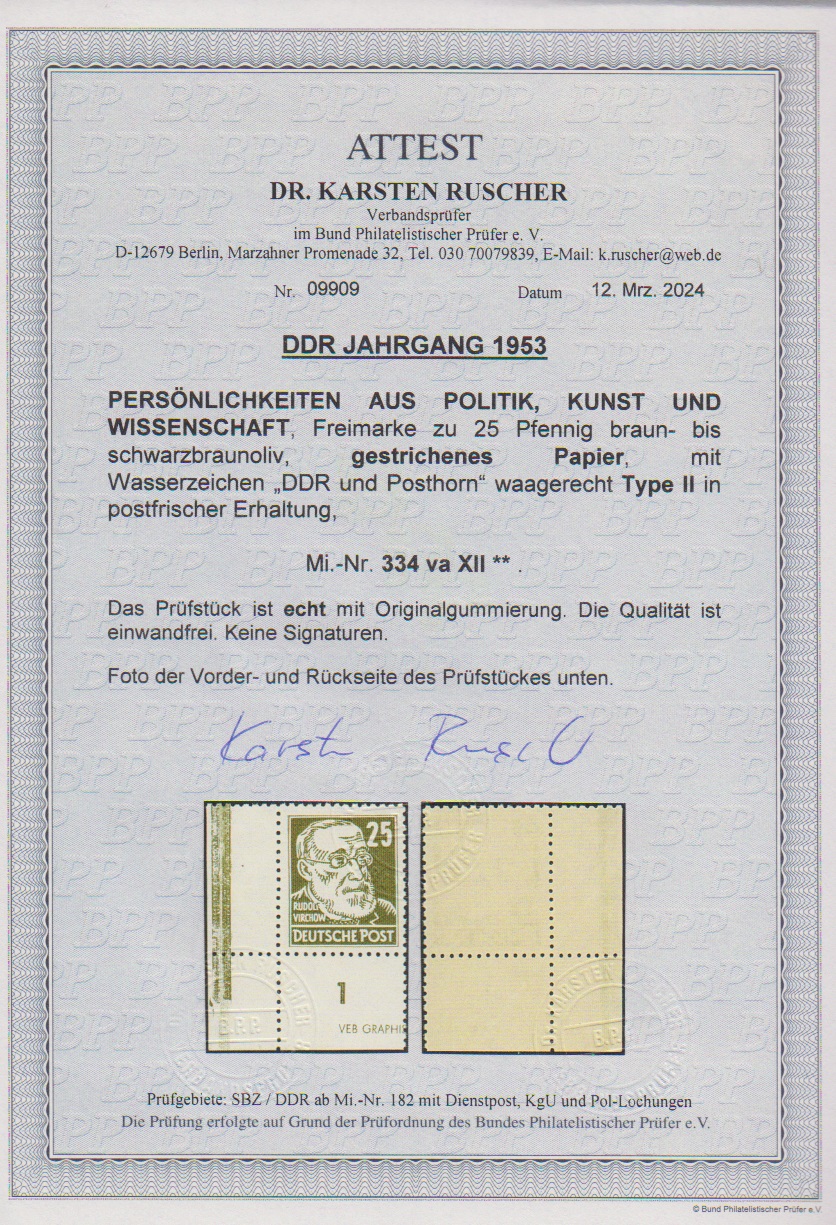 ATTEST
DR. KARSTEN RUSCHER
Verbandsprüfer
im Bund Philatelistischer Prüfer e. V.
D-12679 Berlin, Marzahner Promenade 32, Tel. 030 70079839, E-Mail: k.ruscher@web.de
Nr. 09909 Datum 12. Mrz. 2024
DDR JAHRGANG 1953
PERSÖNLICHKEITEN AUS POLITIK, KUNST UND
WISSENSCHAFT, Freimarke zu 25 Pfennig braun- bis
schwarzbraunoliv, gestrichenes Papier, mit
Wasserzeichen „DDR und Posthorn“ waagerecht Type II in
postfrischer Erhaltung,
Mi.-Nr. 334 va XII ** .
Das Prüfstück ist echt mit Originalgummierung. Die Qualität ist
einwandfrei. Keine Signaturen.
Foto der Vorder- und Rückseite des Prüfstückes unten.
25
RUDOLF
VIRCHOW
DEUTSCHE POST
1
VEB GRAPHI
Prüfgebiete: SBZ / DDR ab Mi.-Nr. 182 mit Dienstpost, KgU und Pol-Lochungen
Die Prüfung erfolgte auf Grund der Prüfordnung des Bundes Philatelistischer Prüfer e.V.
© Bund Philatelistischer Prüfer e.V.